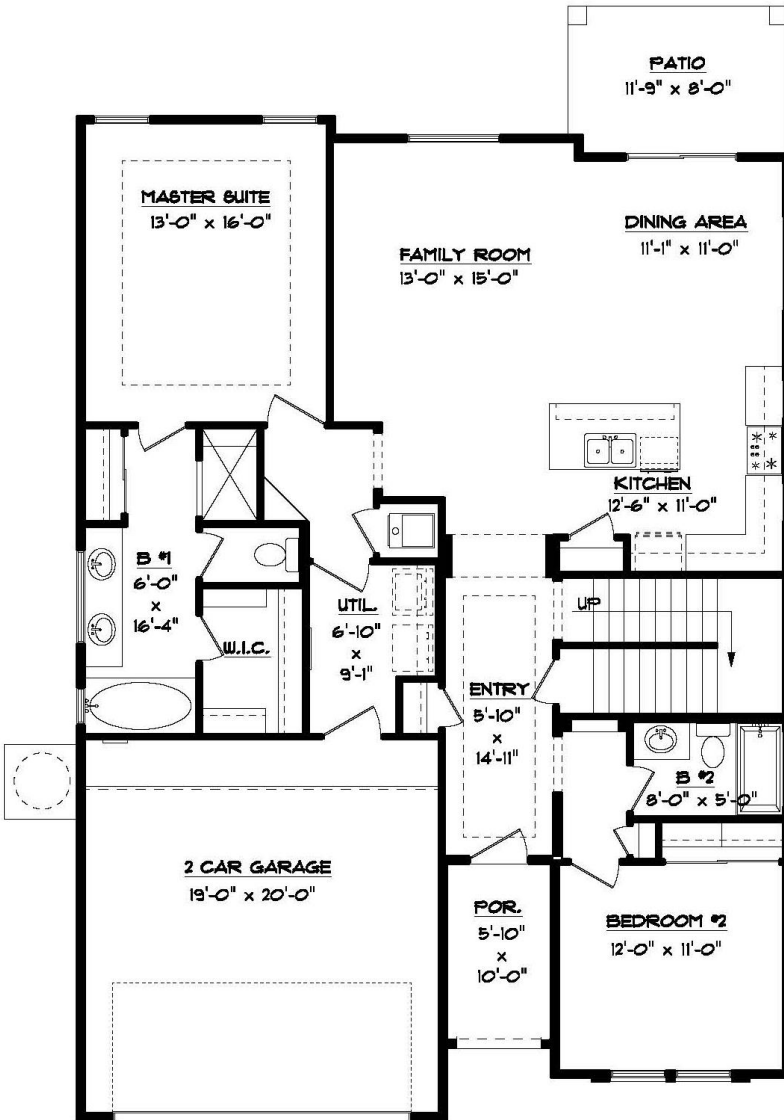 PATIO
11'-9" x 8'-0"
MASTER SUITE
13'-0" x 16'-0"
DINING AREA
11'-1" x 11'-0"
FAMILY ROOM
13'-0" x 15'-0"
KITCHEN
12'-6" x 11'-0"
B #1
6'-0"
x
16'-4"
UTIL.
6'-10"
x
9'-1"
W.I.C.
UP
ENTRY
5'-10"
x
14'-11"
B #2
8'-0" x 5'-0"
2 CAR GARAGE
19'-0" x 20'-0"
POR.
5'-10"
x
10'-0"
BEDROOM #2
12'-0" x 11'-0"